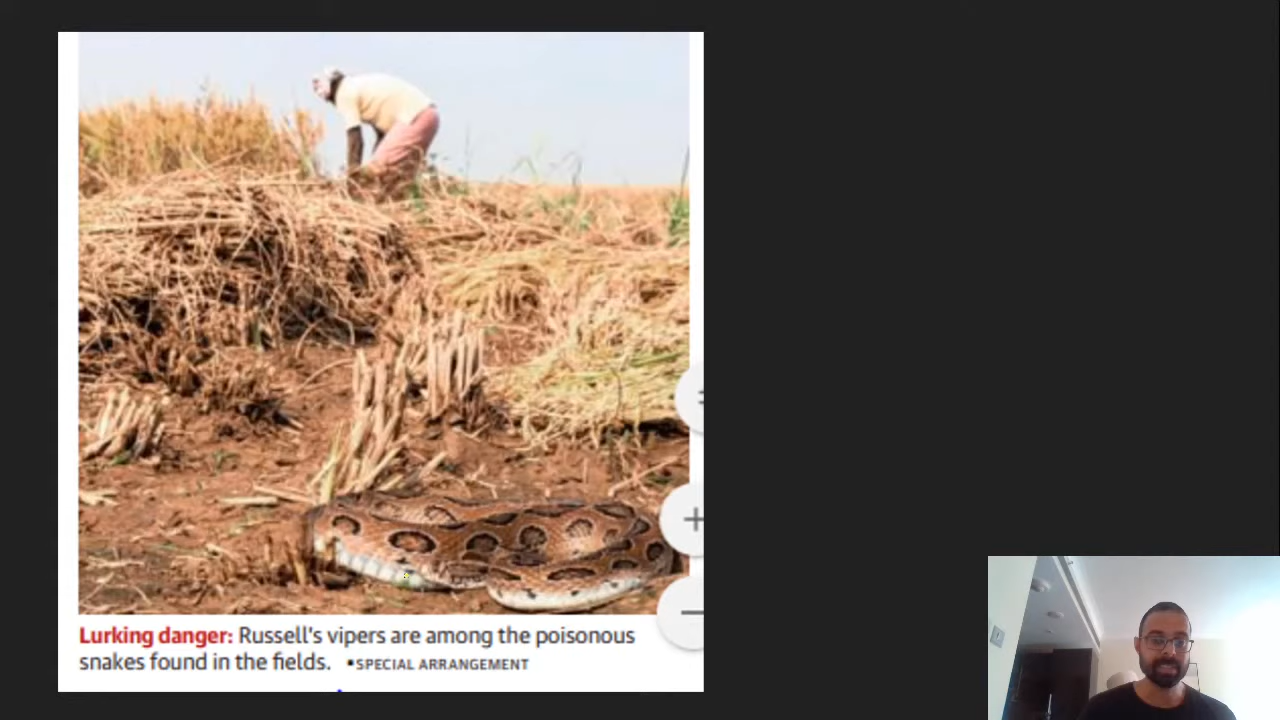 Lurking danger: Russell's vipers are among the poisonous
snakes found in the fields. ▪SPECIAL ARRANGEMENT